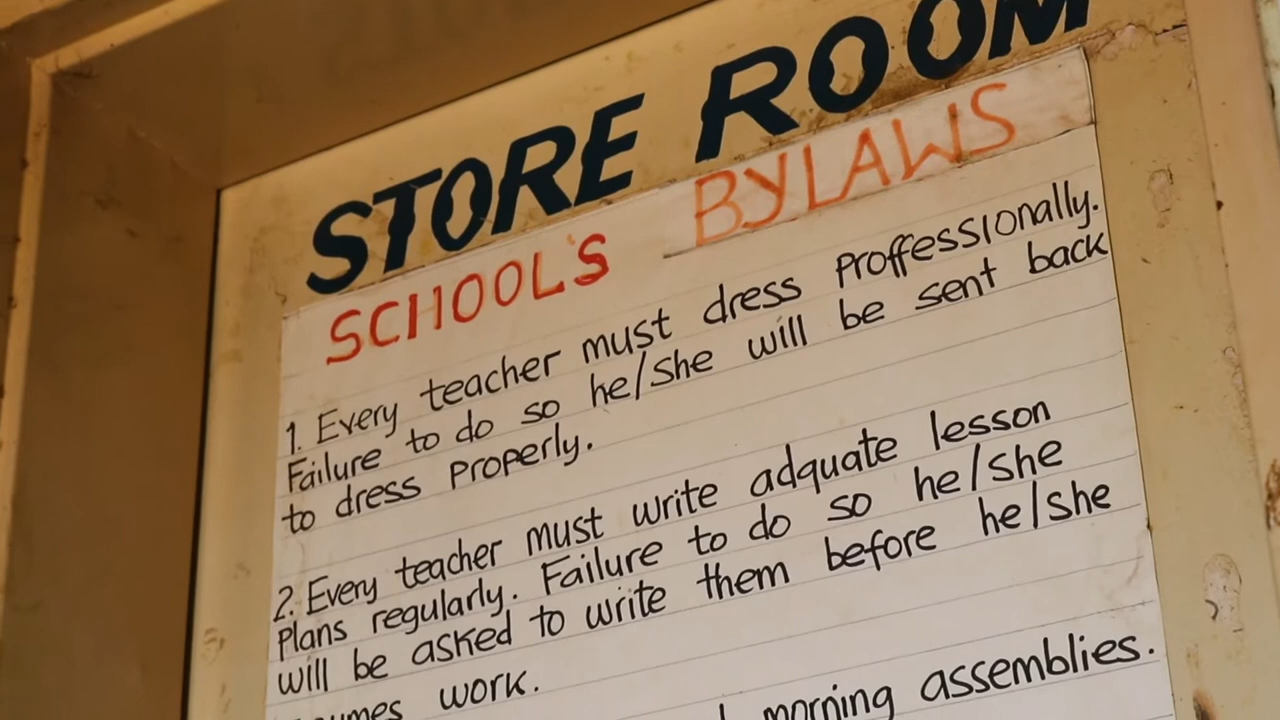 STORE ROOM
SCHOOL'S BYLAWS
1. Every teacher must dress proffessionally.
Failure to do so he/she will be sent back
to dress properly.
2. Every teacher must write adquate lesson
Plans regularly. Failure to do so he/she
will be asked to write them before he/she
work.
morning assemblies.